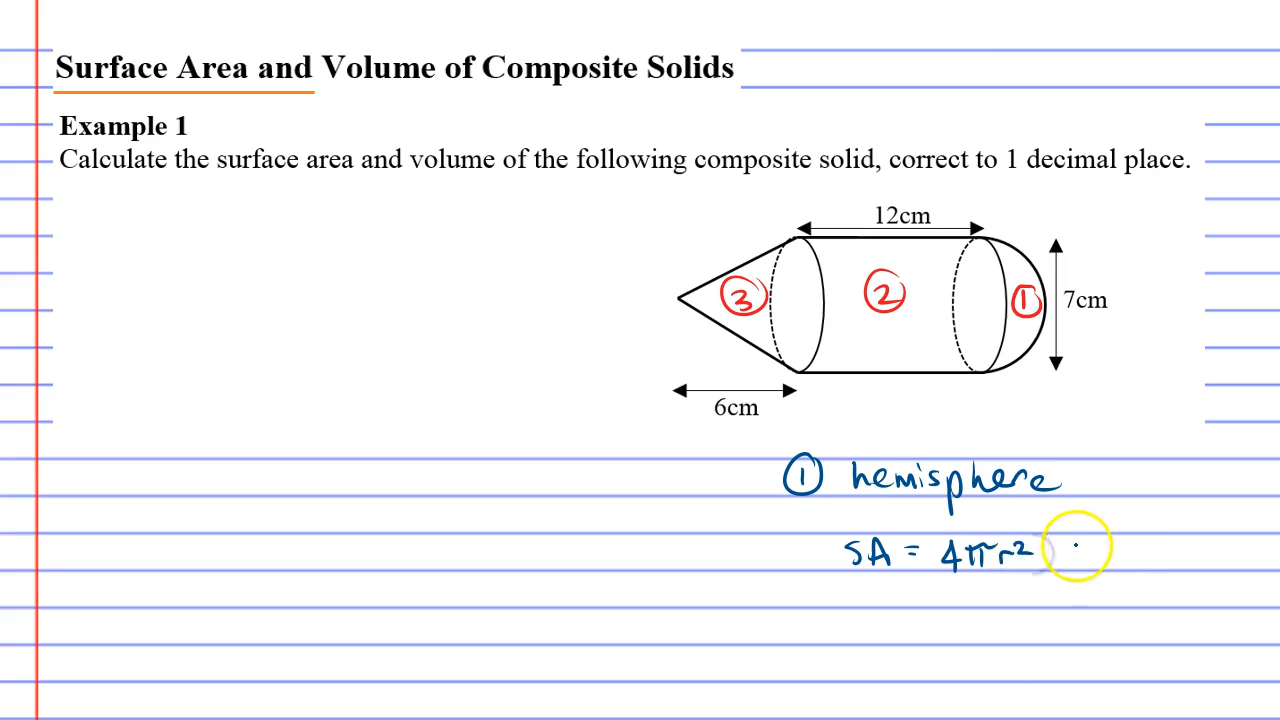 Surface Area and Volume of Composite Solids
Example 1
Calculate the surface area and volume of the following composite solid, correct to 1 decimal place.
12cm
3 2 1 7cm
6cm
1 hemisphere
SA = 4πr²